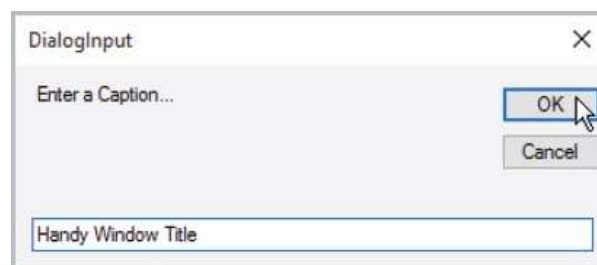 DialogInput
Enter a Caption...
OK
Cancel
Handy Window Title